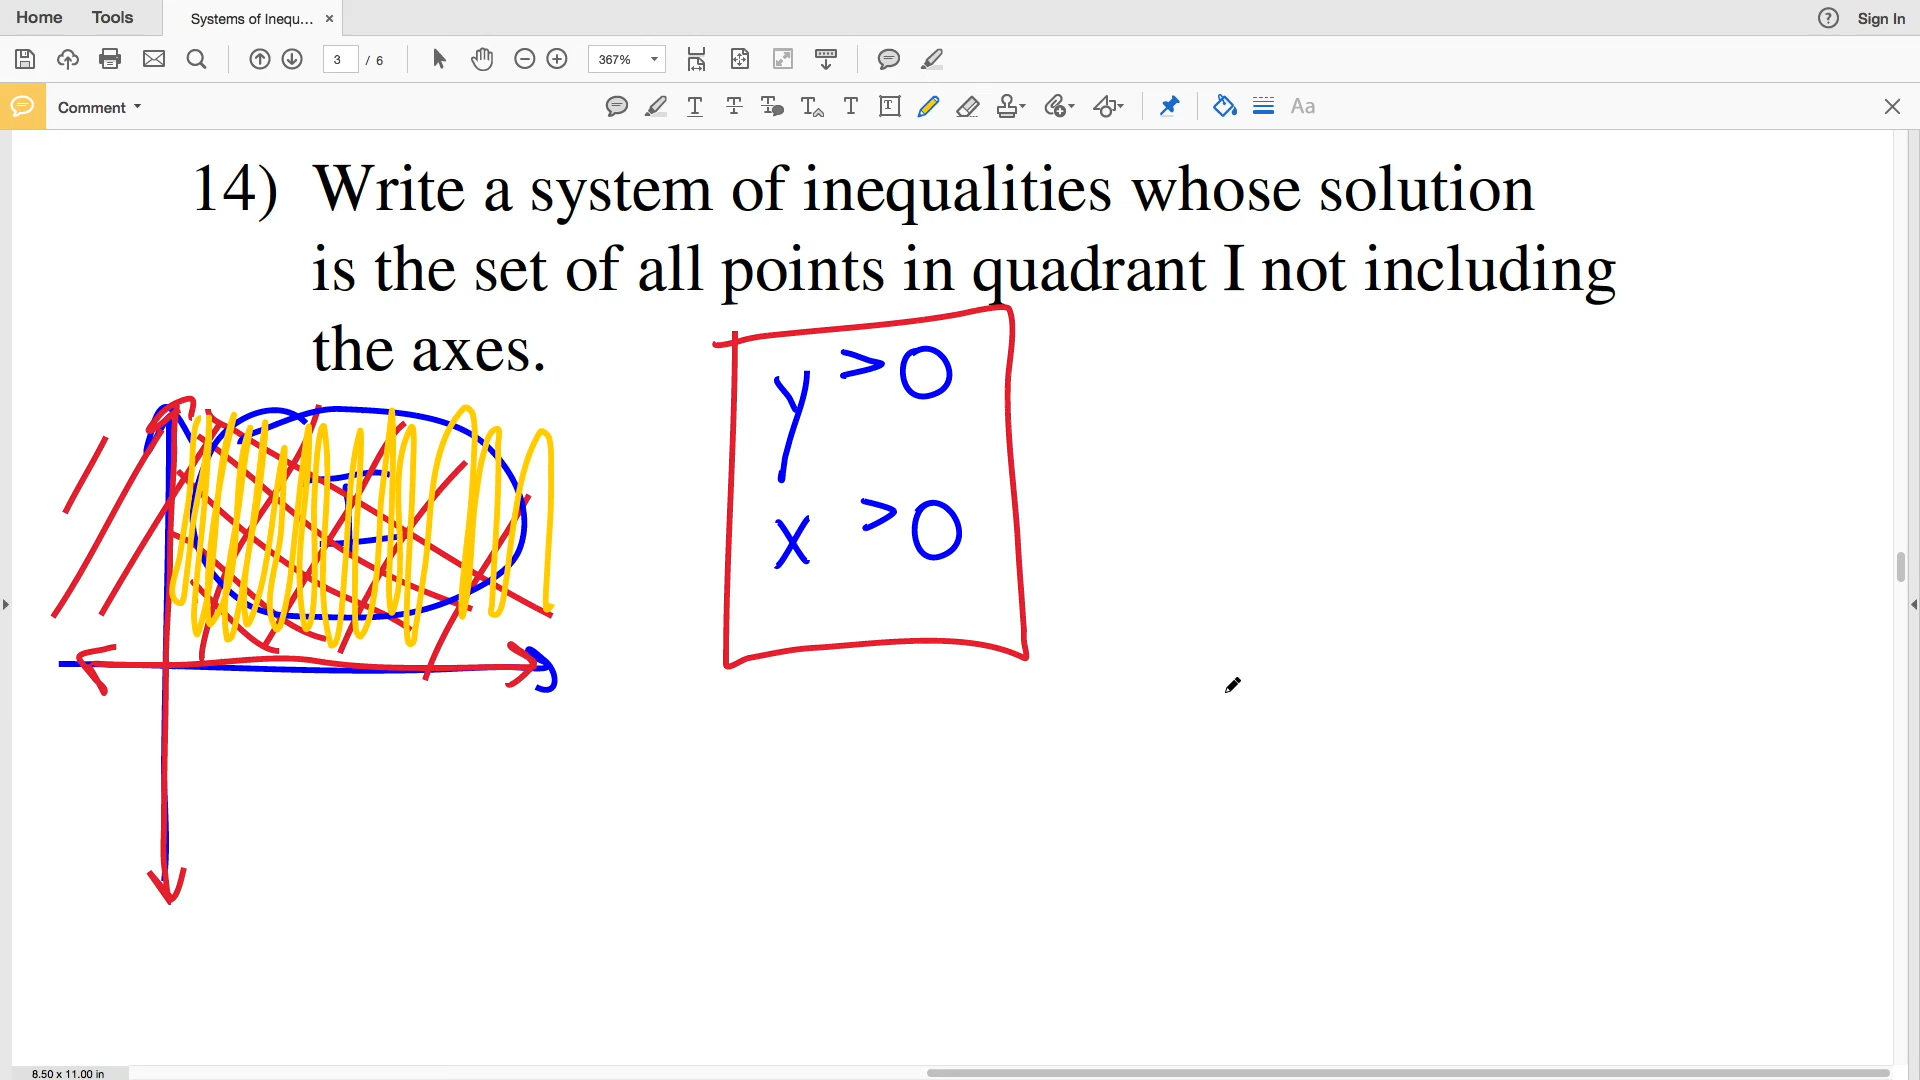 Home Tools Systems of Inequ... × ? Sign In
3 / 6 367%
Comment T T T T T T Aa
14) Write a system of inequalities whose solution
is the set of all points in quadrant I not including
the axes.
y > 0
x > 0
I
8.50 x 11.00 in